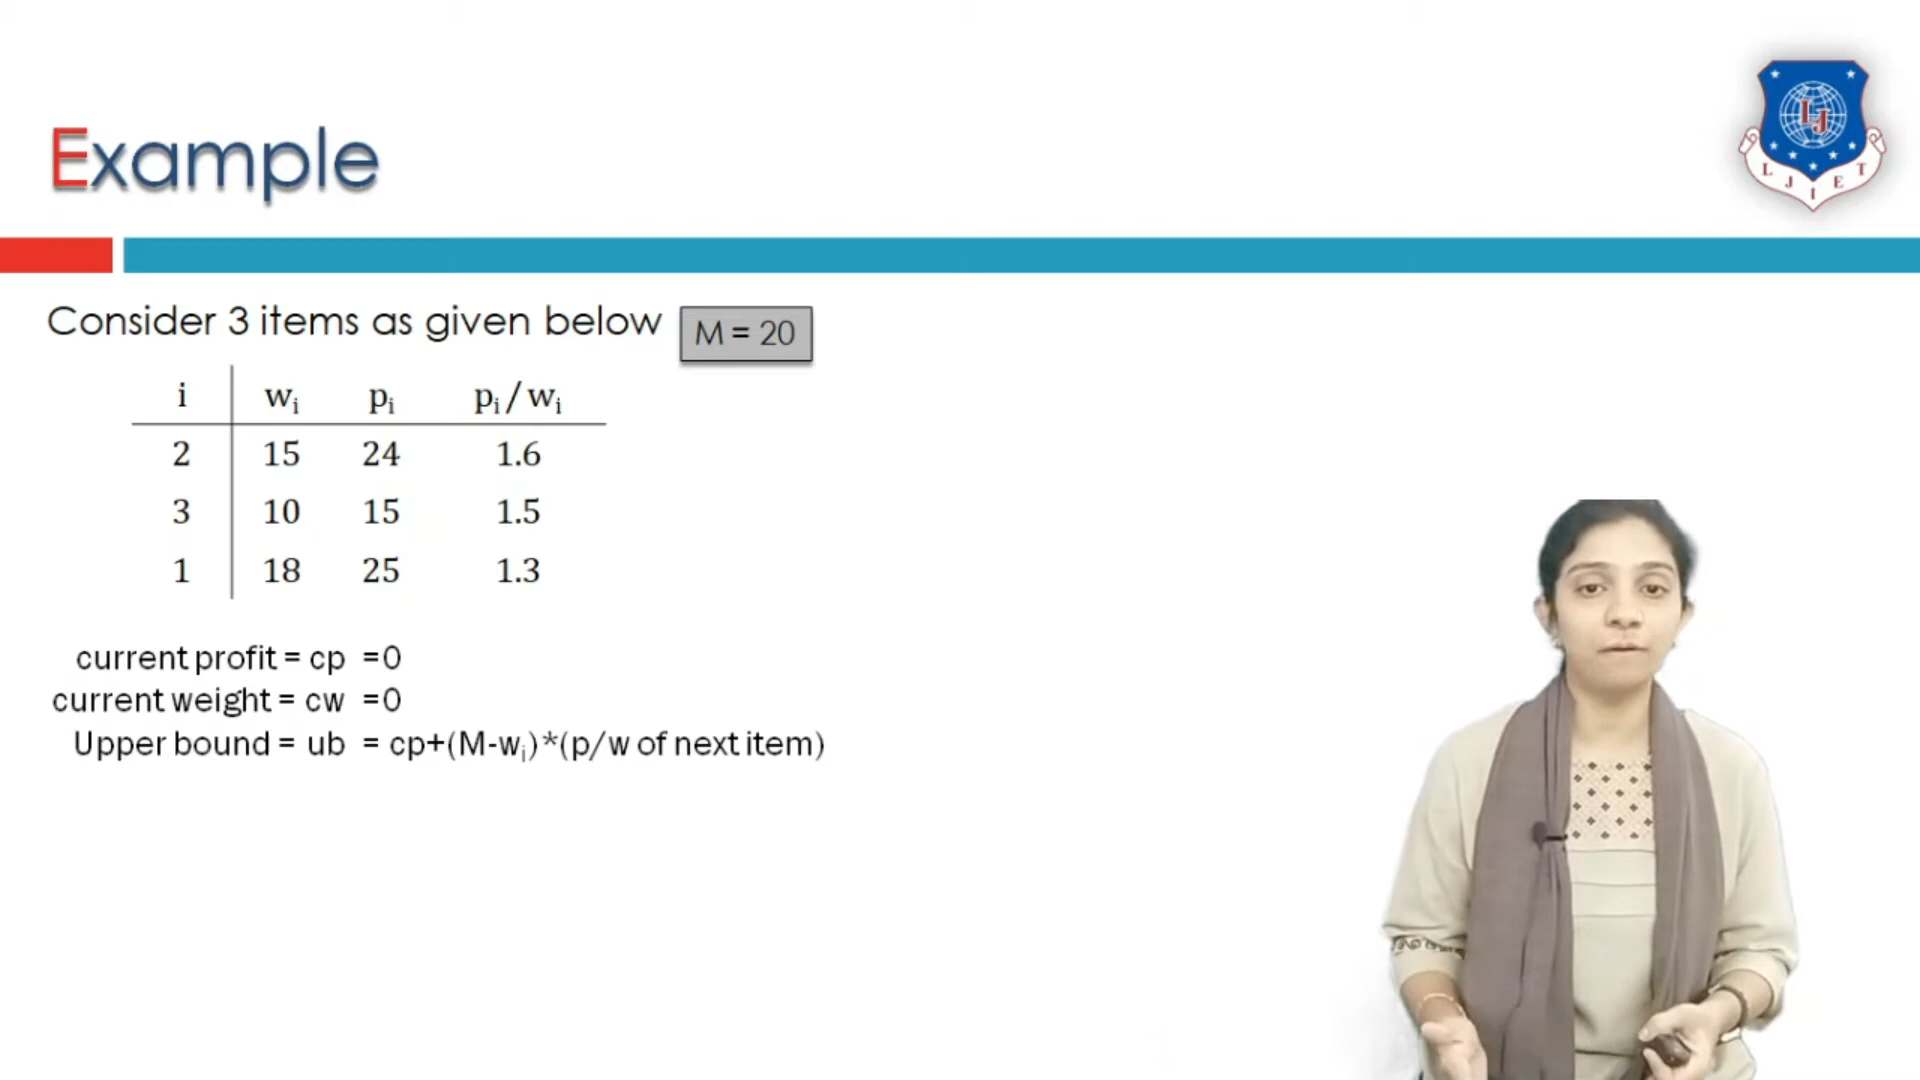 Example
LJ
L J I E T
Consider 3 items as given below
M = 20
i wᵢ pᵢ pᵢ / wᵢ
2 15 24 1.6
3 10 15 1.5
1 18 25 1.3
current profit = cp =0
current weight = cw =0
Upper bound = ub = cp+(M-wᵢ)*(p/w of next item)